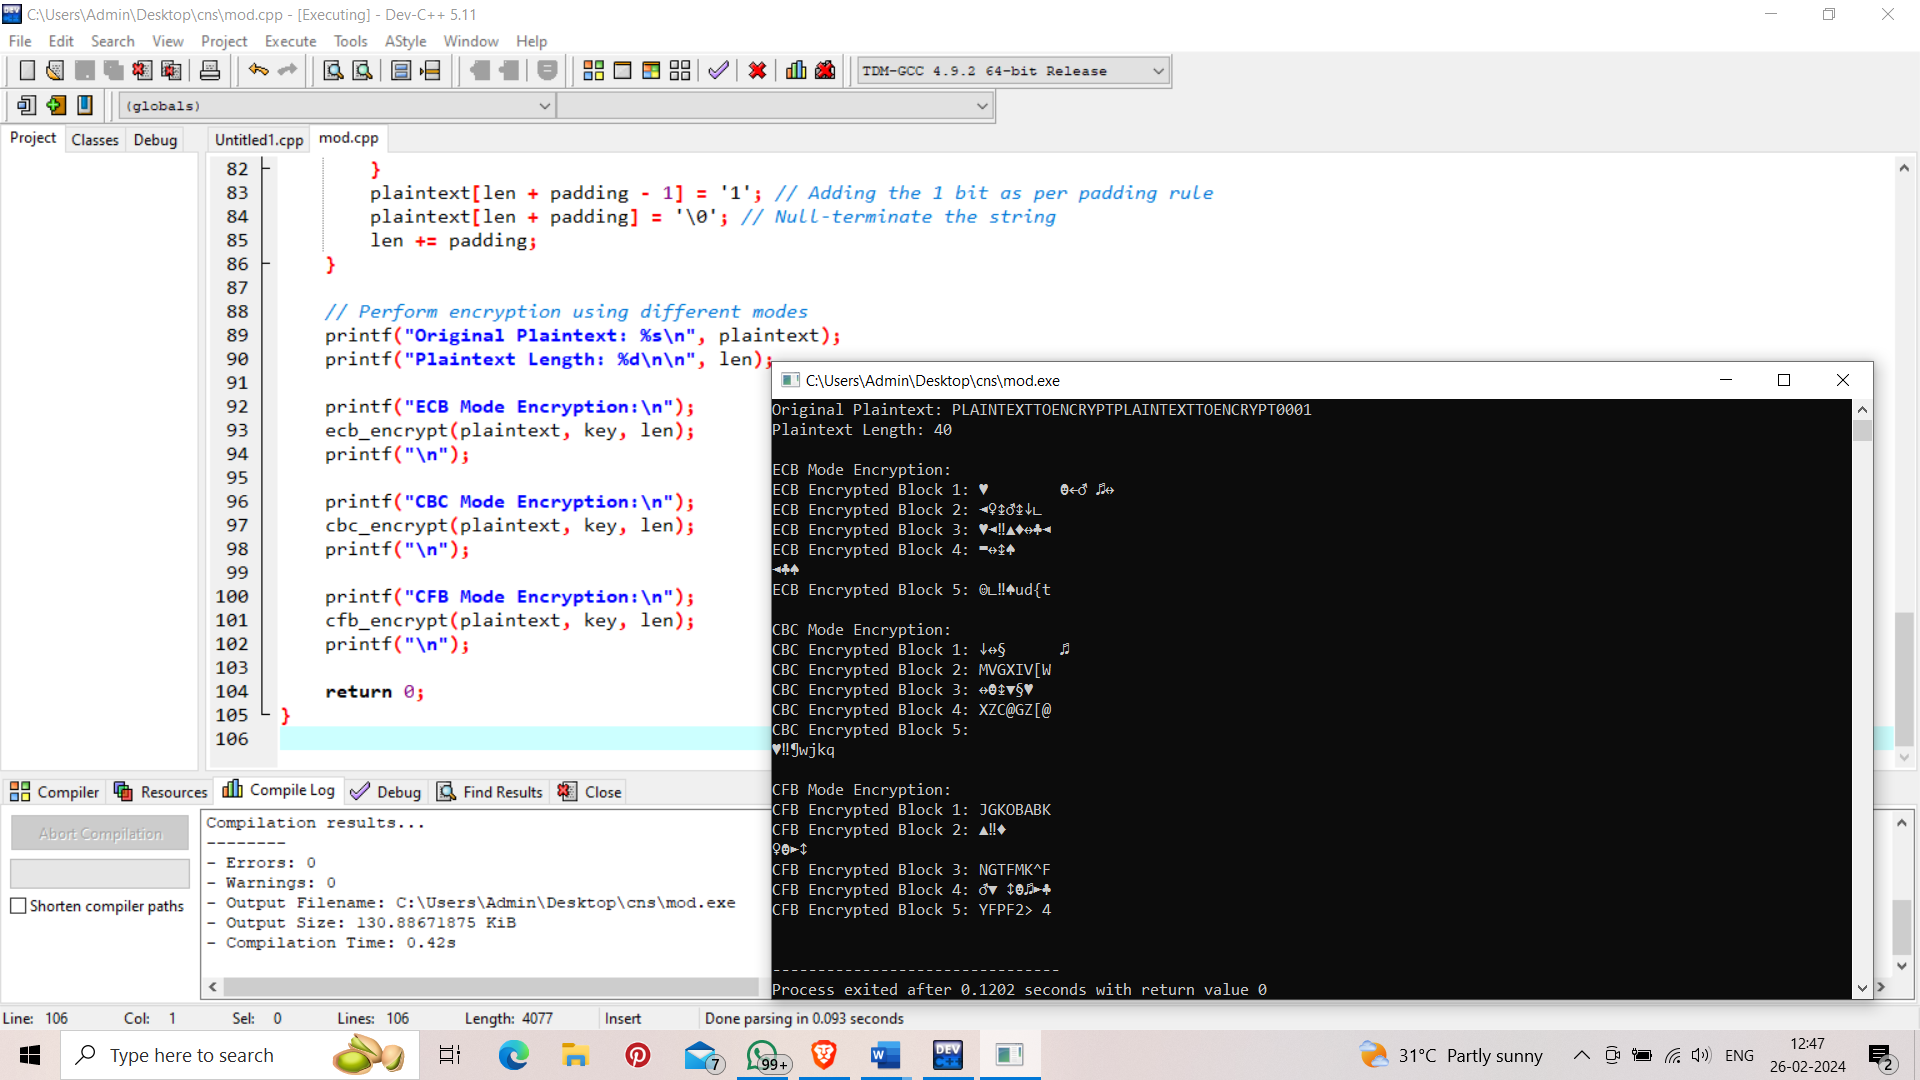 C:\Users\Admin\Desktop\cns\mod.cpp - [Executing] - Dev-C++ 5.11
File Edit Search View Project Execute Tools AStyle Window Help
TDM-GCC 4.9.2 64-bit Release
(globals)
Project Classes Debug Untitled1.cpp mod.cpp
82 }
83 plaintext[len + padding - 1] = '1'; // Adding the 1 bit as per padding rule
84 plaintext[len + padding] = '\0'; // Null-terminate the string
85 len += padding;
86 }
87
88 // Perform encryption using different modes
89 printf("Original Plaintext: %s\n", plaintext);
90 printf("Plaintext Length: %d\n\n", len);
91
92 printf("ECB Mode Encryption:\n");
93 ecb_encrypt(plaintext, key, len);
94 printf("\n");
95
96 printf("CBC Mode Encryption:\n");
97 cbc_encrypt(plaintext, key, len);
98 printf("\n");
99
100 printf("CFB Mode Encryption:\n");
101 cfb_encrypt(plaintext, key, len);
102 printf("\n");
103
104 return 0;
105 }
106
C:\Users\Admin\Desktop\cns\mod.exe
Original Plaintext: PLAINTEXTTOENCRYPTPLAINTEXTTOENCRYPT0001
Plaintext Length: 40
ECB Mode Encryption:
ECB Encrypted Block 1: ♥ ☻←♂ ♫↔
ECB Encrypted Block 2: ◄♀↨♂↨↓∟
ECB Encrypted Block 3: ♥◄‼▲♦↔♣◄
ECB Encrypted Block 4: ▬↔↨♠
◄♣♠
ECB Encrypted Block 5: ☺∟‼♠ud{t
CBC Mode Encryption:
CBC Encrypted Block 1: ↓↔§ ♫
CBC Encrypted Block 2: MVGXIV[W
CBC Encrypted Block 3: ↔☻↨▼§♥
CBC Encrypted Block 4: XZC@GZ[@
CBC Encrypted Block 5:
♥‼¶wjkq
CFB Mode Encryption:
CFB Encrypted Block 1: JGKOBABK
CFB Encrypted Block 2: ▲‼♦
♀☻►↕
CFB Encrypted Block 3: NGTFMK^F
CFB Encrypted Block 4: ♂▼ ↕☻♫►♣
CFB Encrypted Block 5: YFPF2> 4
--------------------------------
Process exited after 0.1202 seconds with return value 0
Compiler Resources Compile Log Debug Find Results Close
Abort Compilation
Shorten compiler paths
Compilation results...
--------
- Errors: 0
- Warnings: 0
- Output Filename: C:\Users\Admin\Desktop\cns\mod.exe
- Output Size: 130.88671875 KiB
- Compilation Time: 0.42s
Line: 106 Col: 1 Sel: 0 Lines: 106 Length: 4077 Insert Done parsing in 0.093 seconds
Type here to search
7
99+
DEV
31°C Partly sunny
ENG
12:47
26-02-2024
2